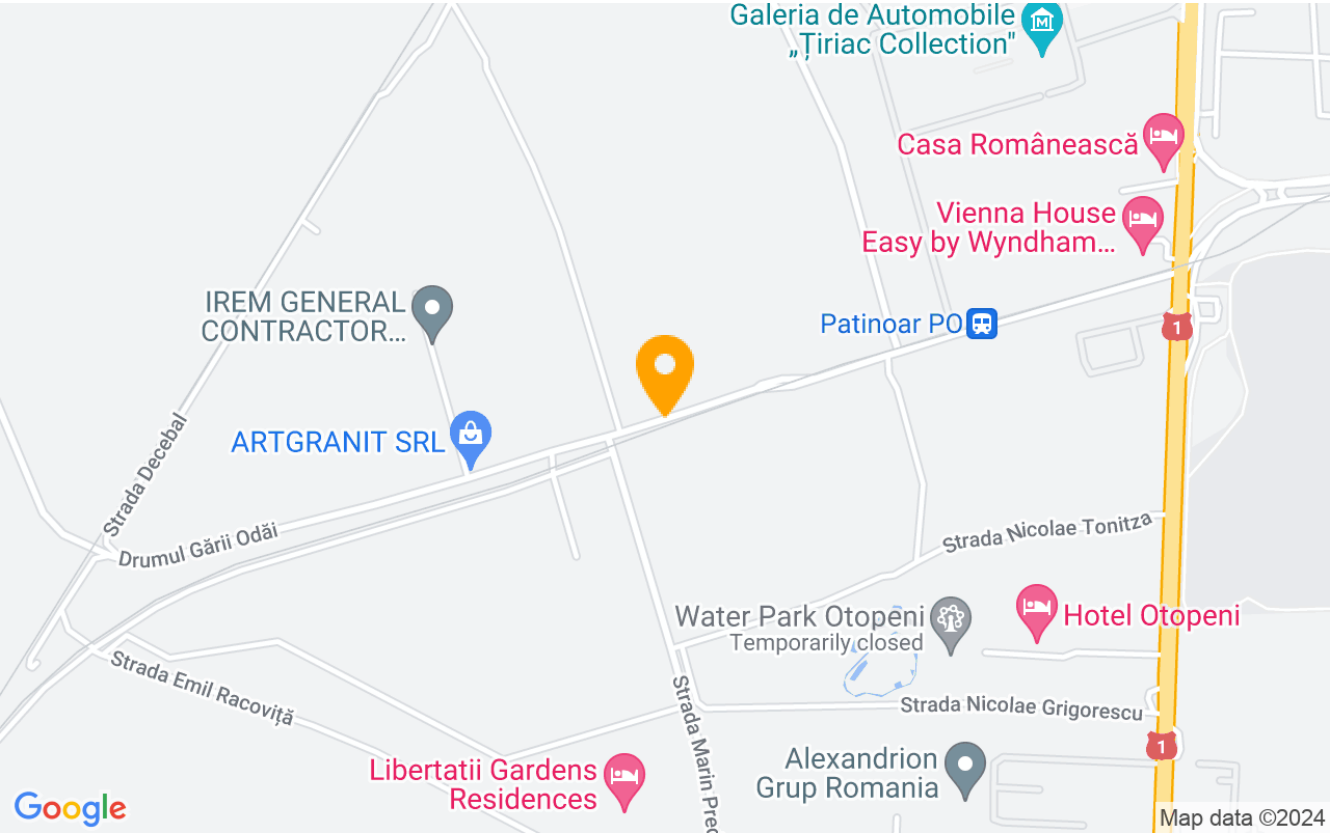 Galeria de Automobile
„Țiriac Collection"
Casa Românească
Vienna House
Easy by Wyndham...
IREM GENERAL
CONTRACTOR...
Patinoar PO
1
ARTGRANIT SRL
Strada Decebal
Drumul Gării Odăi
Strada Nicolae Tonitza
Water Park Otopeni
Temporarily closed
Hotel Otopeni
Strada Emil Racoviță
Strada Marin Prec
Strada Nicolae Grigorescu
1
Alexandrion
Grup Romania
Libertatii Gardens
Residences
Google
Map data ©2024